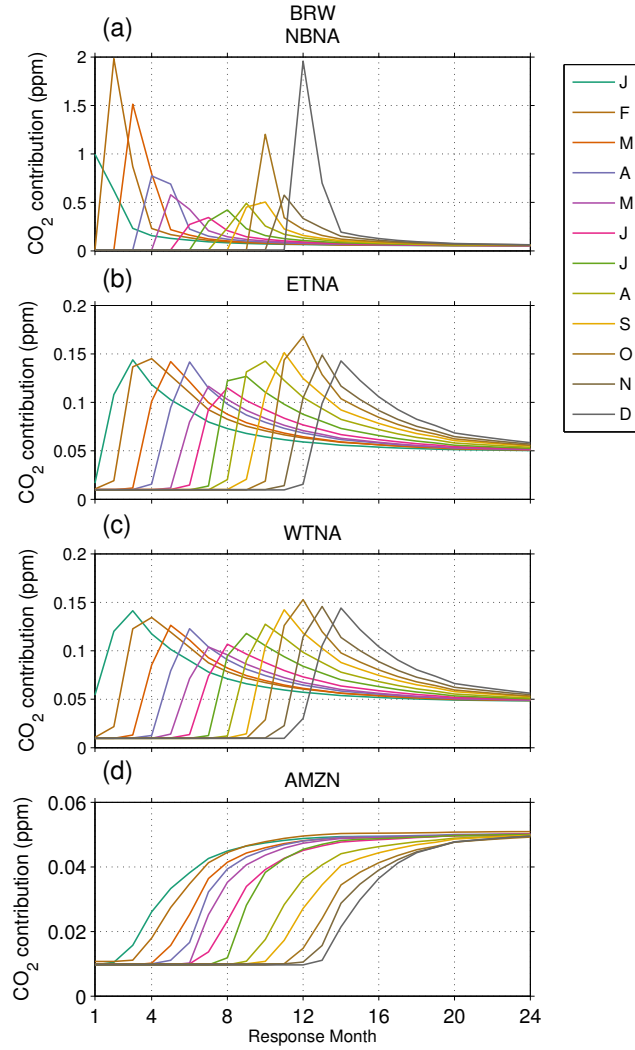 BRW
(a)
NBNA
2
1.5
1
0.5
0
CO2 contribution (ppm)
J
F
M
A
M
J
J
A
S
O
N
D
(b)
ETNA
0.2
0.15
0.1
0.05
0
CO2 contribution (ppm)
(c)
WTNA
0.2
0.15
0.1
0.05
0
CO2 contribution (ppm)
(d)
AMZN
0.06
0.04
0.02
0
CO2 contribution (ppm)
1 4 8 12 16 20 24
Response Month